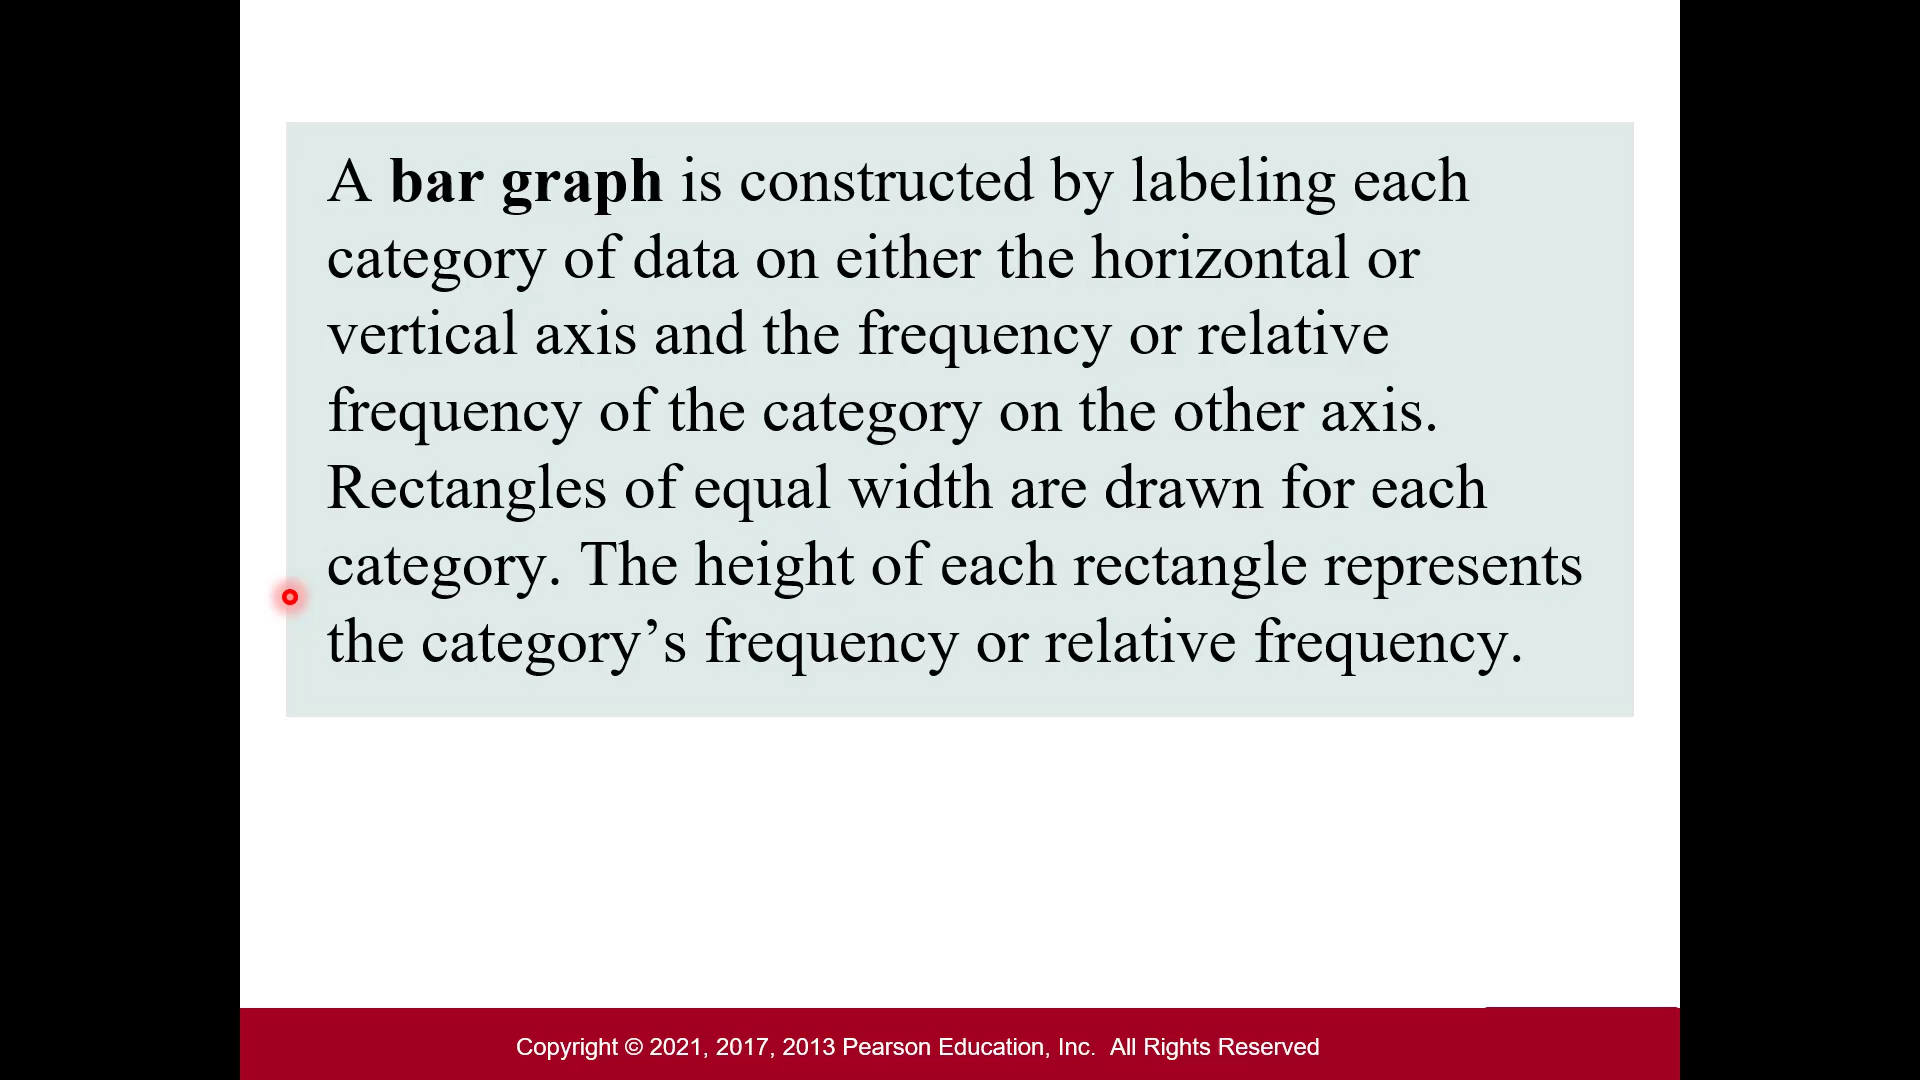 A bar graph is constructed by labeling each
category of data on either the horizontal or
vertical axis and the frequency or relative
frequency of the category on the other axis.
Rectangles of equal width are drawn for each
category. The height of each rectangle represents
the category’s frequency or relative frequency.
Copyright © 2021, 2017, 2013 Pearson Education, Inc.  All Rights Reserved